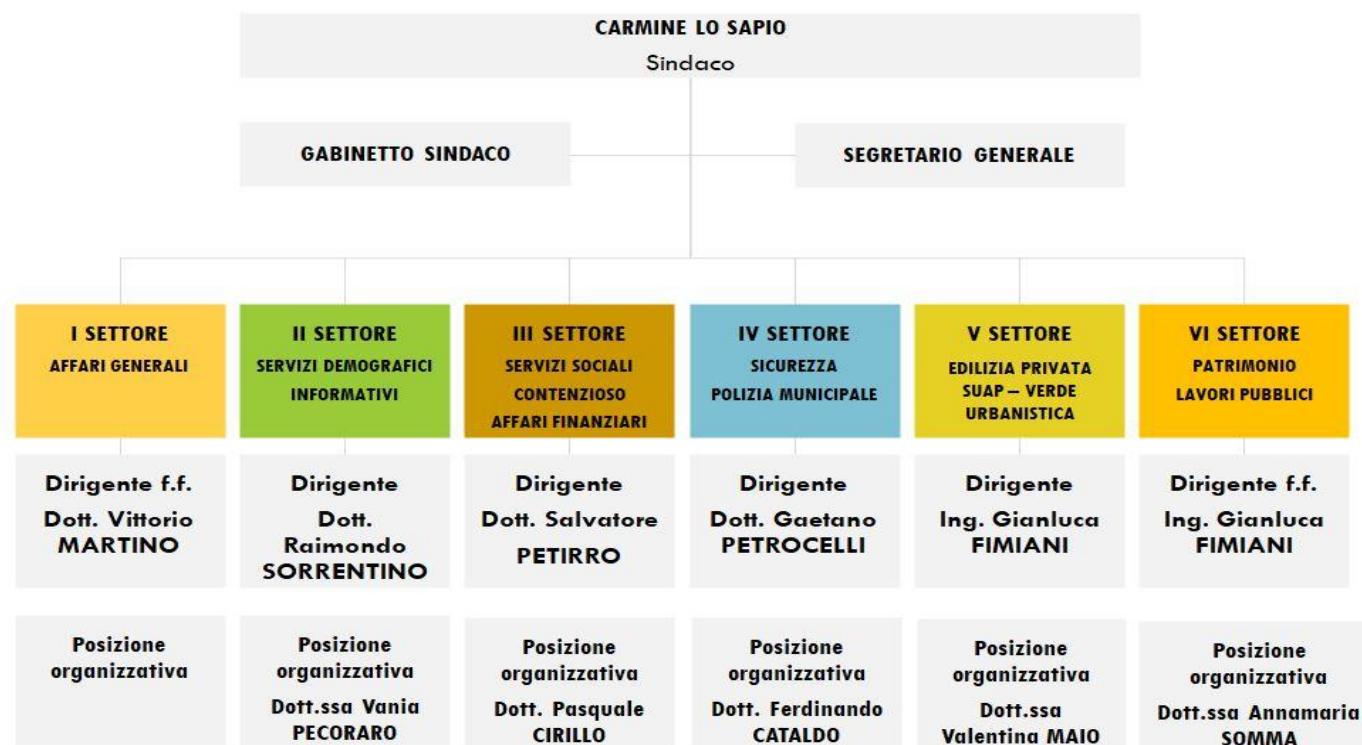 CARMINE LO SAPIO
Sindaco
GABINETTO SINDACO
SEGRETARIO GENERALE
I SETTORE
AFFARI GENERALI
II SETTORE
SERVIZI DEMOGRAFICI
INFORMATIVI
III SETTORE
SERVIZI SOCIALI
CONTENZIOSO
AFFARI FINANZIARI
IV SETTORE
SICUREZZA
POLIZIA MUNICIPALE
V SETTORE
EDILIZIA PRIVATA
SUAP – VERDE
URBANISTICA
VI SETTORE
PATRIMONIO
LAVORI PUBBLICI
Dirigente f.f.
Dott. Vittorio
MARTINO
Dirigente
Dott.
Raimondo
SORRENTINO
Dirigente
Dott. Salvatore
PETIRRO
Dirigente
Dott. Gaetano
PETROCELLI
Dirigente
Ing. Gianluca
FIMIANI
Dirigente f.f.
Ing. Gianluca
FIMIANI
Posizione
organizzativa
Posizione
organizzativa
Dott.ssa Vania
PECORARO
Posizione
organizzativa
Dott. Pasquale
CIRILLO
Posizione
organizzativa
Dott. Ferdinando
CATALDO
Posizione
organizzativa
Dott.ssa
Valentina MAIO
Posizione
organizzativa
Dott.ssa Annamaria
SOMMA